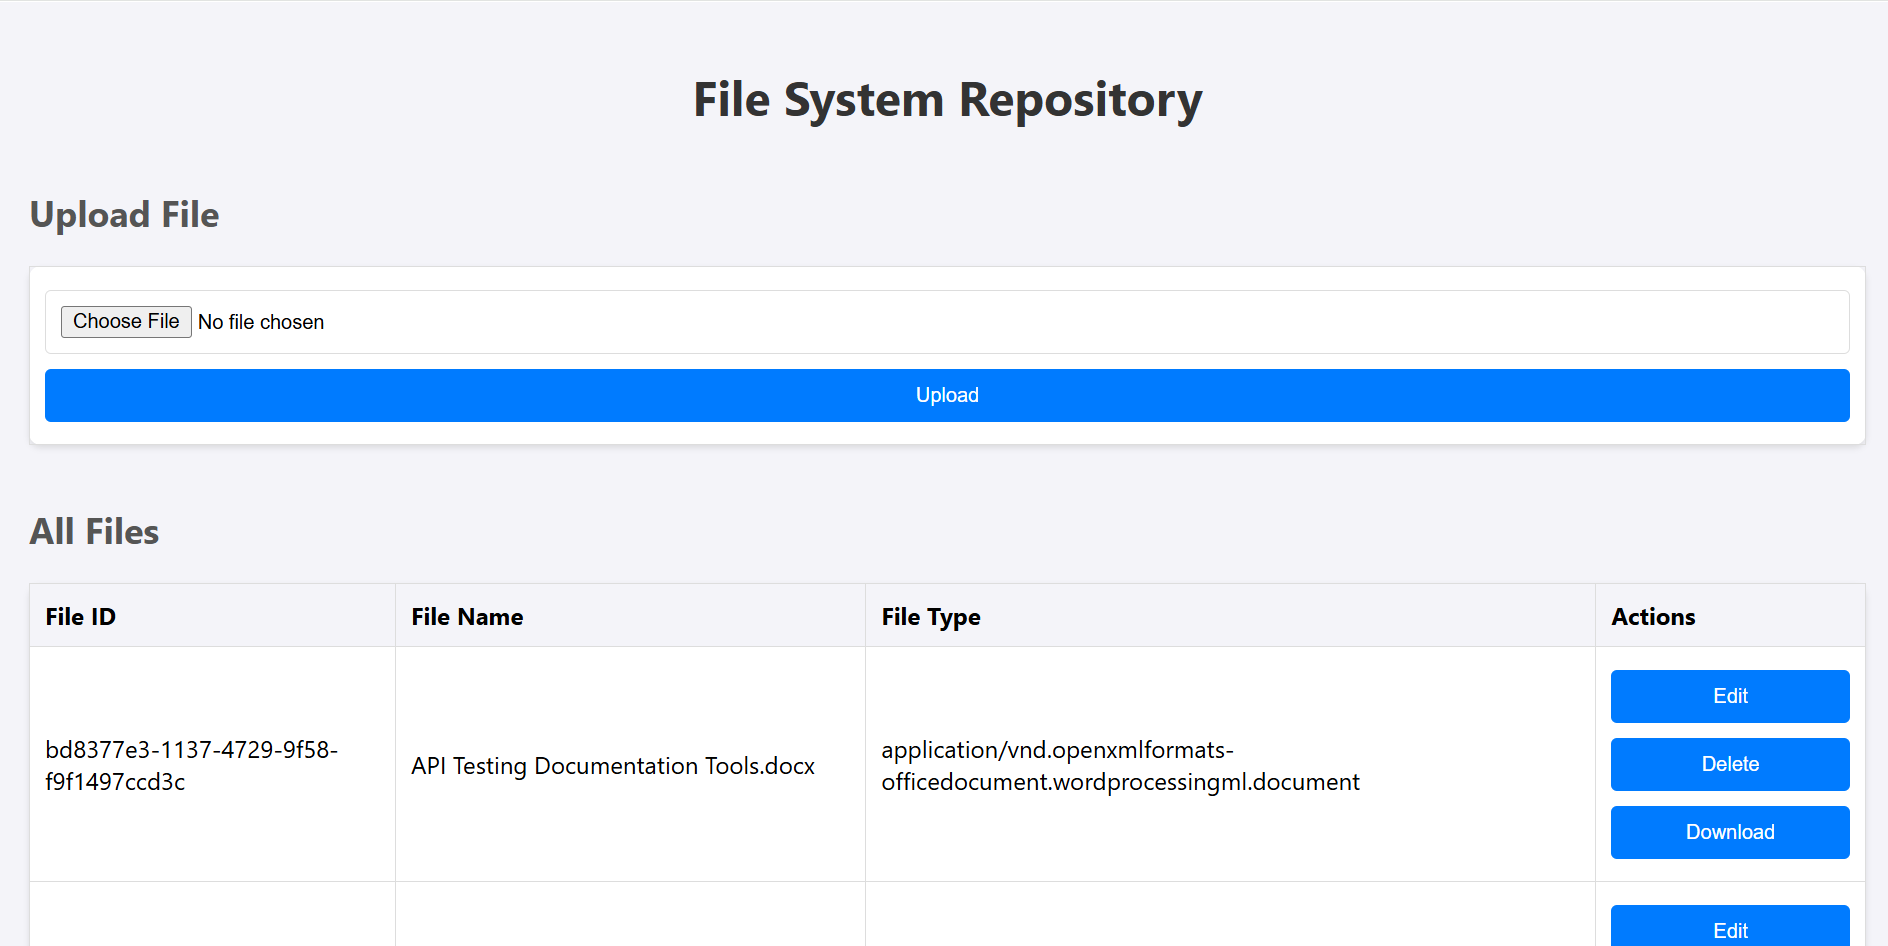 File System Repository
Upload File
Choose File No file chosen
Upload
All Files
File ID File Name File Type Actions
Edit
bd8377e3-1137-4729-9f58-
f9f1497ccd3c
API Testing Documentation Tools.docx
application/vnd.openxmlformats-
officedocument.wordprocessingml.document
Delete
Download
Edit